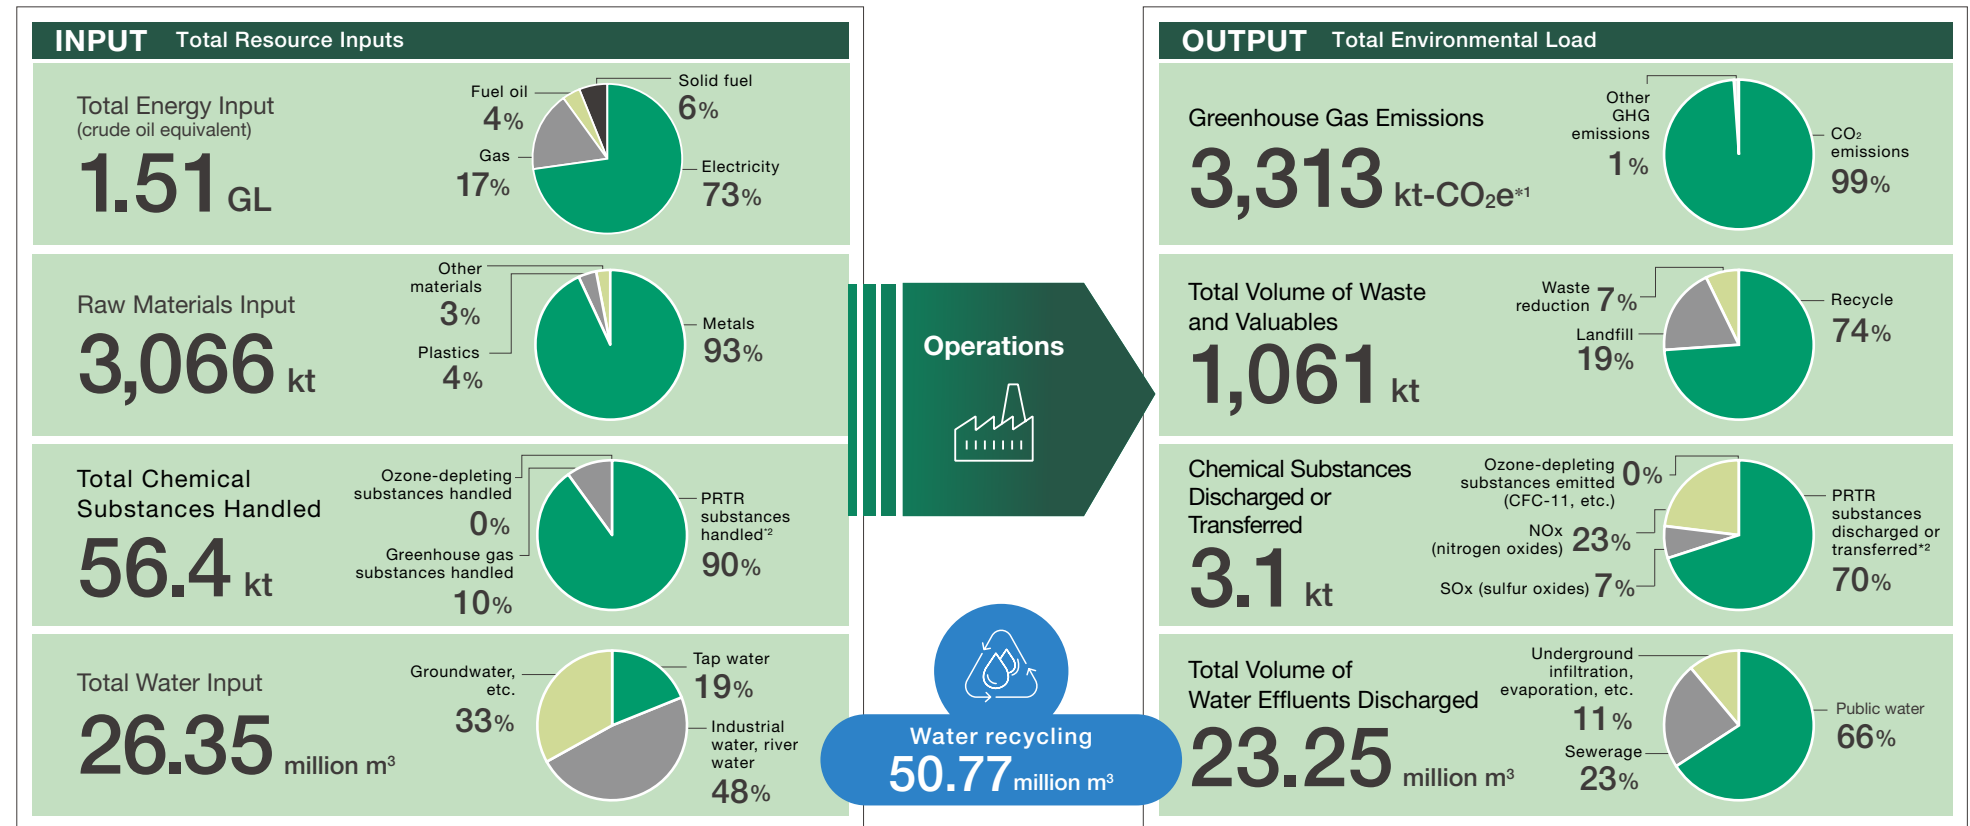 INPUT Total Resource Inputs
Total Energy Input
(crude oil equivalent)
1.51 GL
Fuel oil
4%
Gas
17%
Solid fuel
6%
Electricity
73%
Raw Materials Input
3,066 kt
Other
materials
3%
Plastics
4%
Metals
93%
Total Chemical
Substances Handled
56.4 kt
Ozone-depleting
substances handled
0%
Greenhouse gas
substances handled
10%
PRTR
substances
handled*2
90%
Total Water Input
26.35 million m³
Groundwater,
etc.
33%
Tap water
19%
Industrial
water, river
water
48%
Operations
Water recycling
50.77 million m³
OUTPUT Total Environmental Load
Greenhouse Gas Emissions
3,313 kt-CO₂e*1
Other
GHG
emissions
1%
CO₂
emissions
99%
Total Volume of Waste
and Valuables
1,061 kt
Waste
reduction 7%
Landfill
19%
Recycle
74%
Chemical Substances
Discharged or
Transferred
3.1 kt
Ozone-depleting
substances emitted
(CFC-11, etc.) 0%
NOx
(nitrogen oxides) 23%
SOx (sulfur oxides) 7%
PRTR
substances
discharged or
transferred*2
70%
Total Volume of
Water Effluents Discharged
23.25 million m³
Underground
infiltration,
evaporation, etc.
11%
Sewerage
23%
Public water
66%